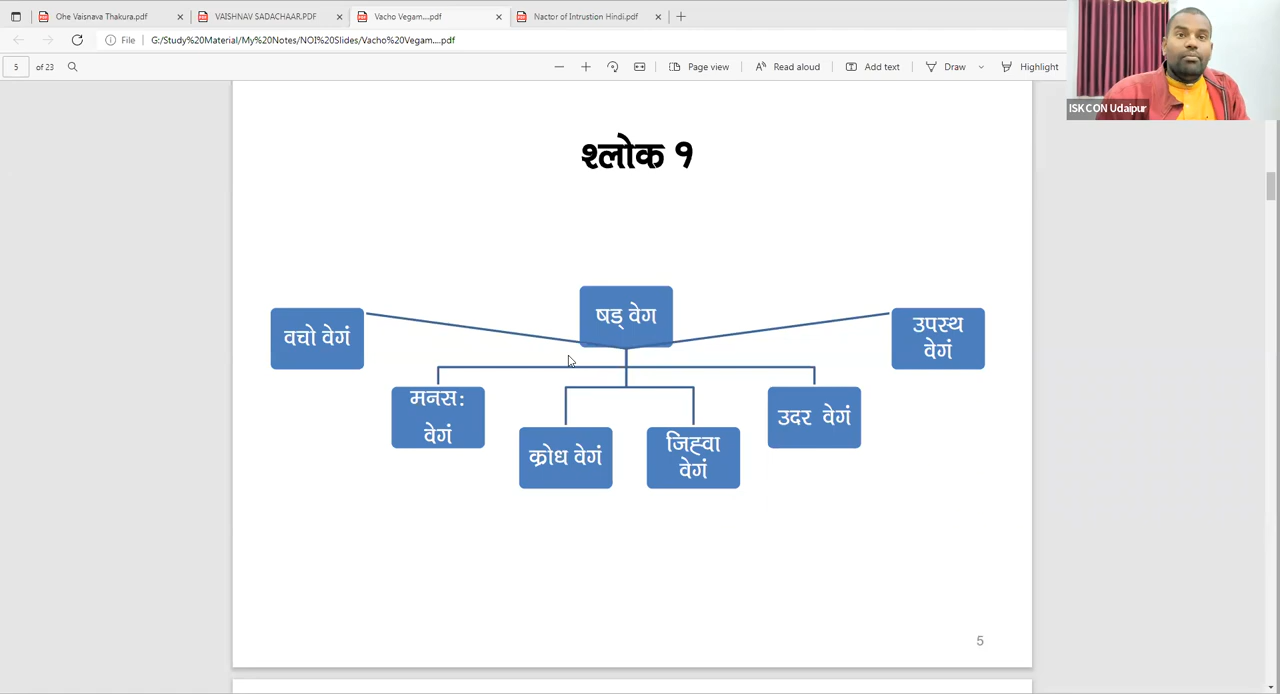 Ohe Vaisnava Thakura.pdf
VAISHNAV SADACHAAR.PDF
Vacho Vegam....pdf
Nactor of Intrustion Hindi.pdf
File
G:/Study%20Material/My%20Notes/NOI%20Slides/Vacho%20Vegam....pdf
5 of 23
Page view
Read aloud
Add text
Draw
Highlight
ISKCON Udaipur
श्लोक १
षड् वेग
वचो वेगं
उपस्थ
वेगं
मनस:
वेगं
क्रोध वेगं
जिह्वा
वेगं
उदर वेगं
5